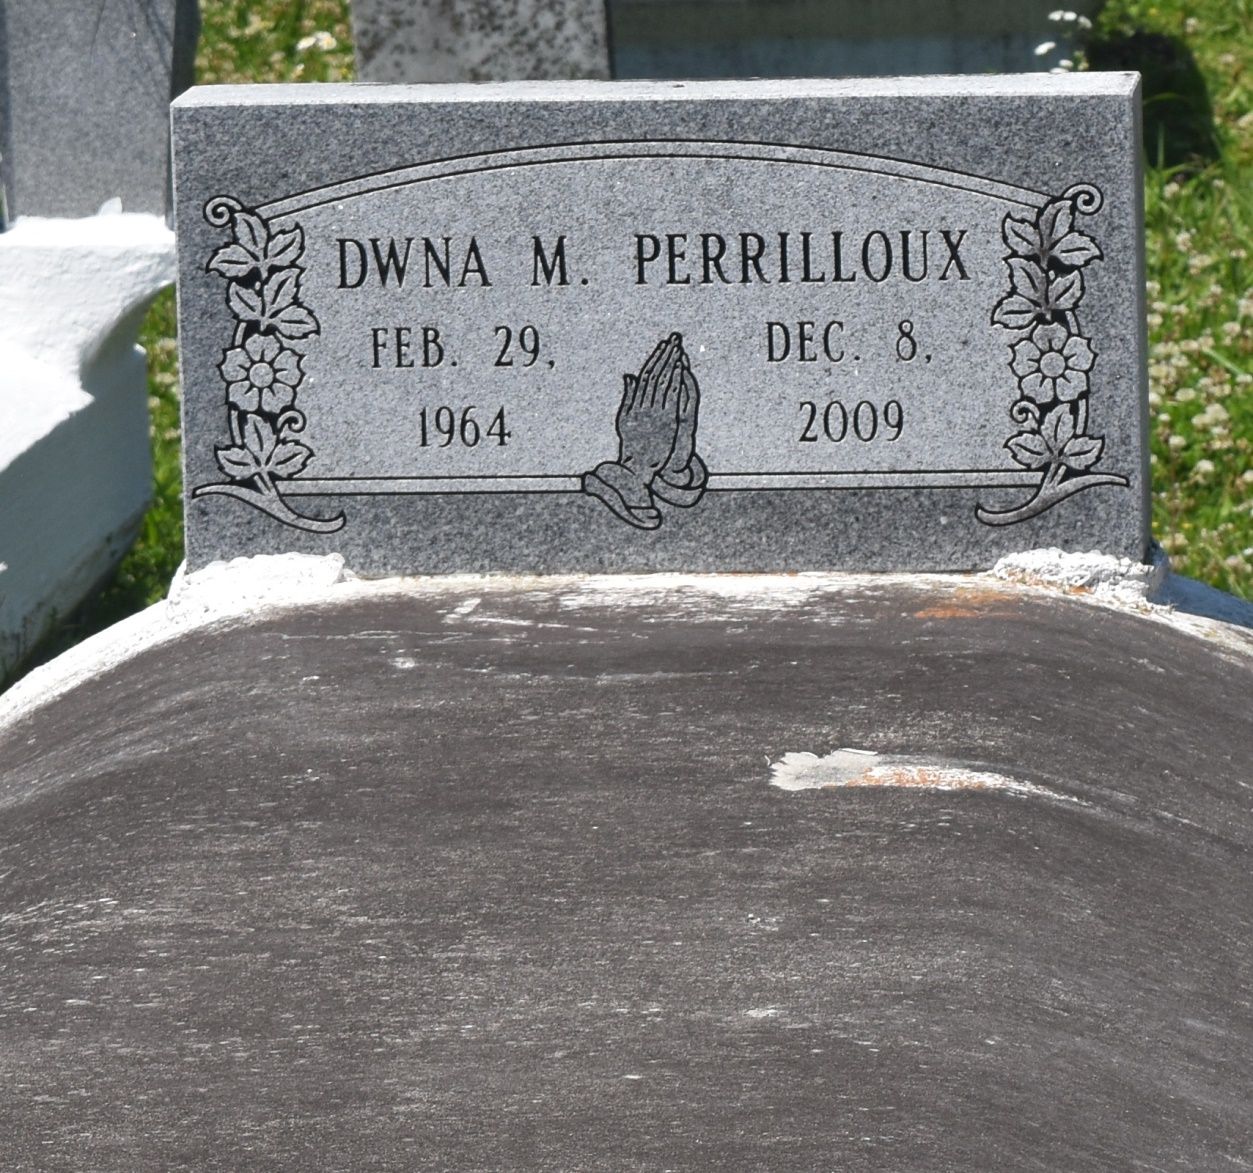 DWNA M. PERRILLOUX
FEB. 29, DEC. 8,
1964 2009